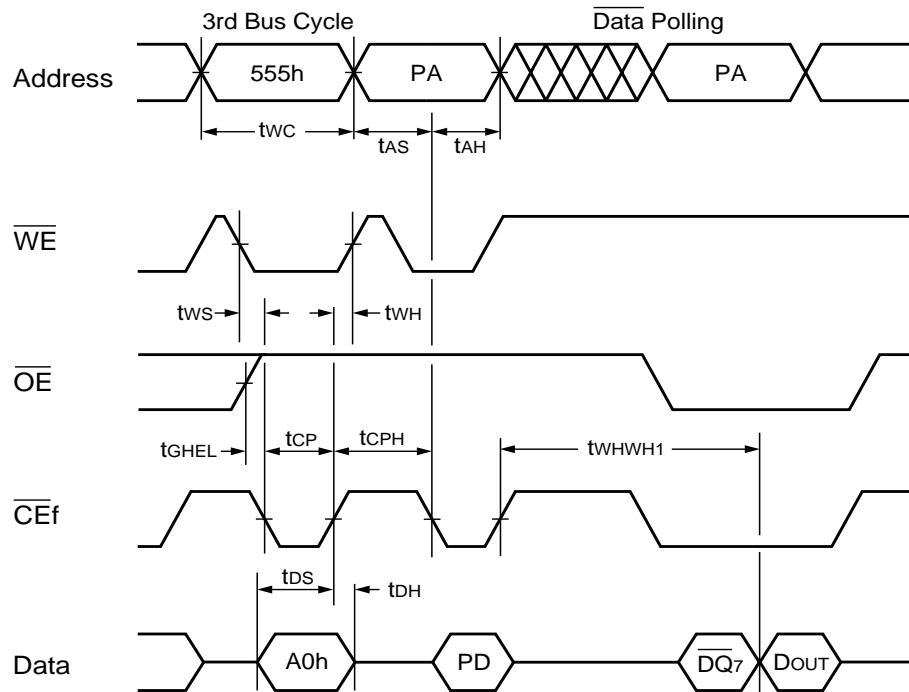 3rd Bus Cycle
Data Polling
Address
555h
PA
PA
tWC
tAS
tAH
WE
tWS
tWH
OE
tGHEL
tCP
tCPH
tWHWH1
CEf
tDS
tDH
Data
A0h
PD
DQ7
DOUT